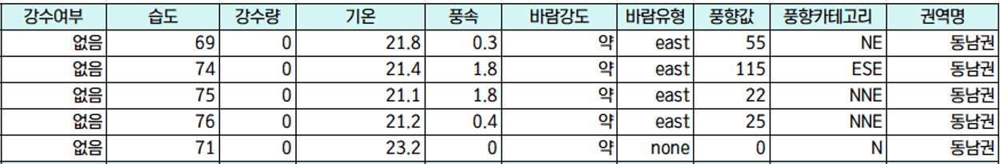 강수여부 습도 강수량 기온 풍속 바람강도 바람유형 풍향값 풍향카테고리 권역명
없음 69 0 21.8 0.3 약 east 55 NE 동남권
없음 74 0 21.4 1.8 약 east 115 ESE 동남권
없음 75 0 21.1 1.8 약 east 22 NNE 동남권
없음 76 0 21.2 0.4 약 east 25 NNE 동남권
없음 71 0 23.2 0 약 none 0 N 동남권